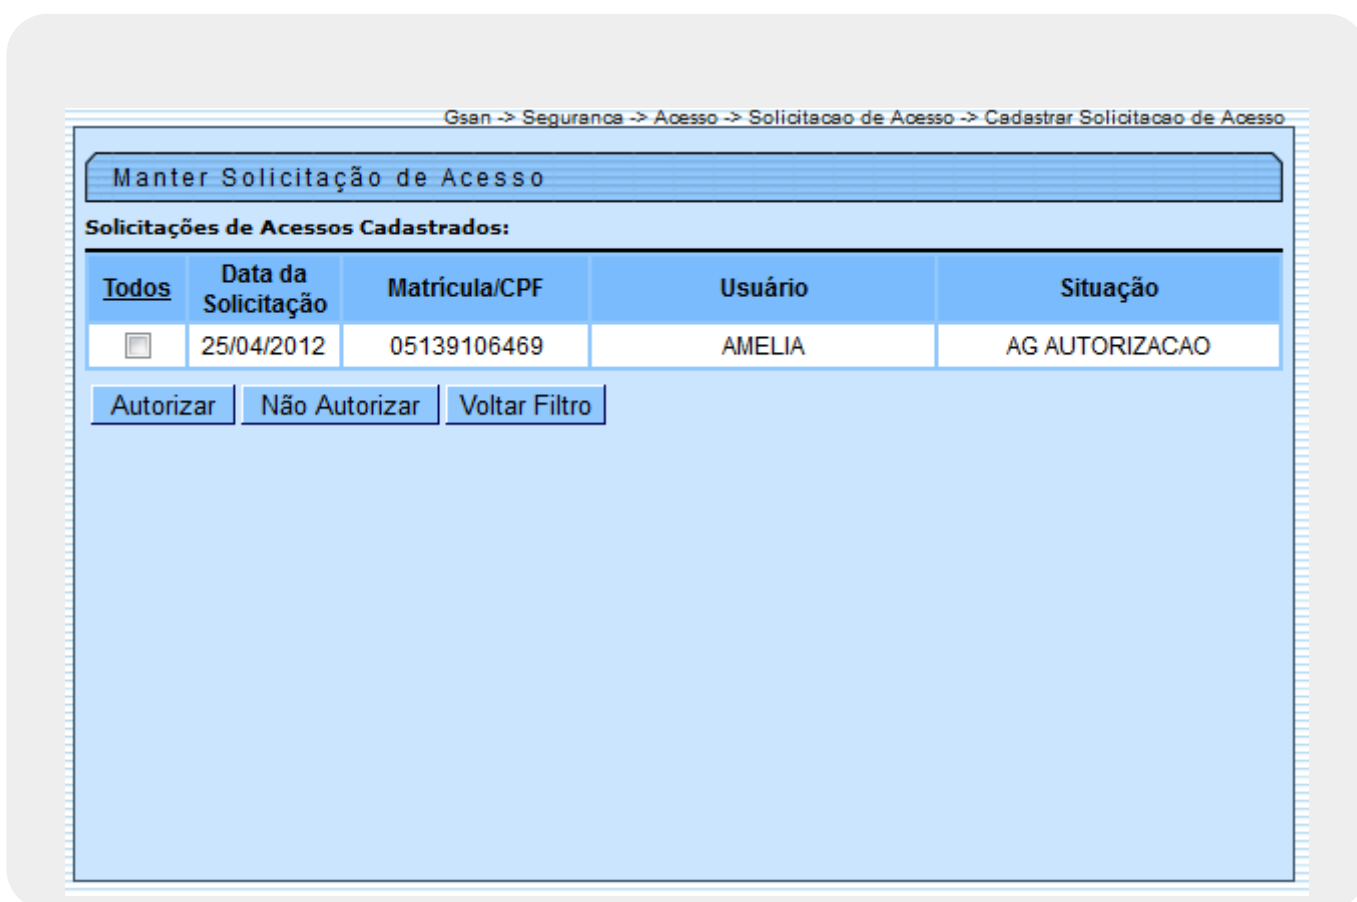 Gsan -> Seguranca -> Acesso -> Solicitacao de Acesso -> Cadastrar Solicitacao de Acesso
Manter Solicitação de Acesso
Solicitações de Acessos Cadastrados:
Todos Data da Solicitação Matrícula/CPF Usuário Situação
25/04/2012 05139106469 AMELIA AG AUTORIZACAO
Autorizar Não Autorizar Voltar Filtro